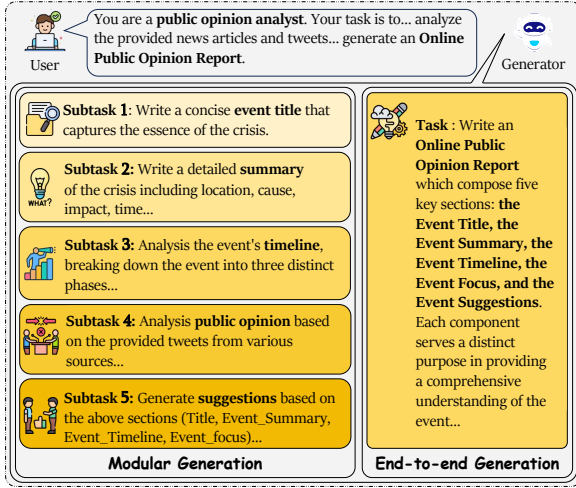 You are a public opinion analyst. Your task is to... analyze
the provided news articles and tweets... generate an Online
Public Opinion Report.
User
Generator
Subtask 1: Write a concise event title that
captures the essence of the crisis.
Subtask 2: Write a detailed summary
of the crisis including location, cause,
impact, time...
WHAT?
Subtask 3: Analysis the event's timeline,
breaking down the event into three distinct
phases...
Subtask 4: Analysis public opinion based
on the provided tweets from various
sources...
Subtask 5: Generate suggestions based on
the above sections (Title, Event_Summary,
Event_Timeline, Event_focus)...
Modular Generation
Task : Write an
Online Public
Opinion Report
which compose five
key sections: the
Event Title, the
Event Summary, the
Event Timeline, the
Event Focus, and the
Event Suggestions.
Each component
serves a distinct
purpose in providing
a comprehensive
understanding of the
event...
End-to-end Generation